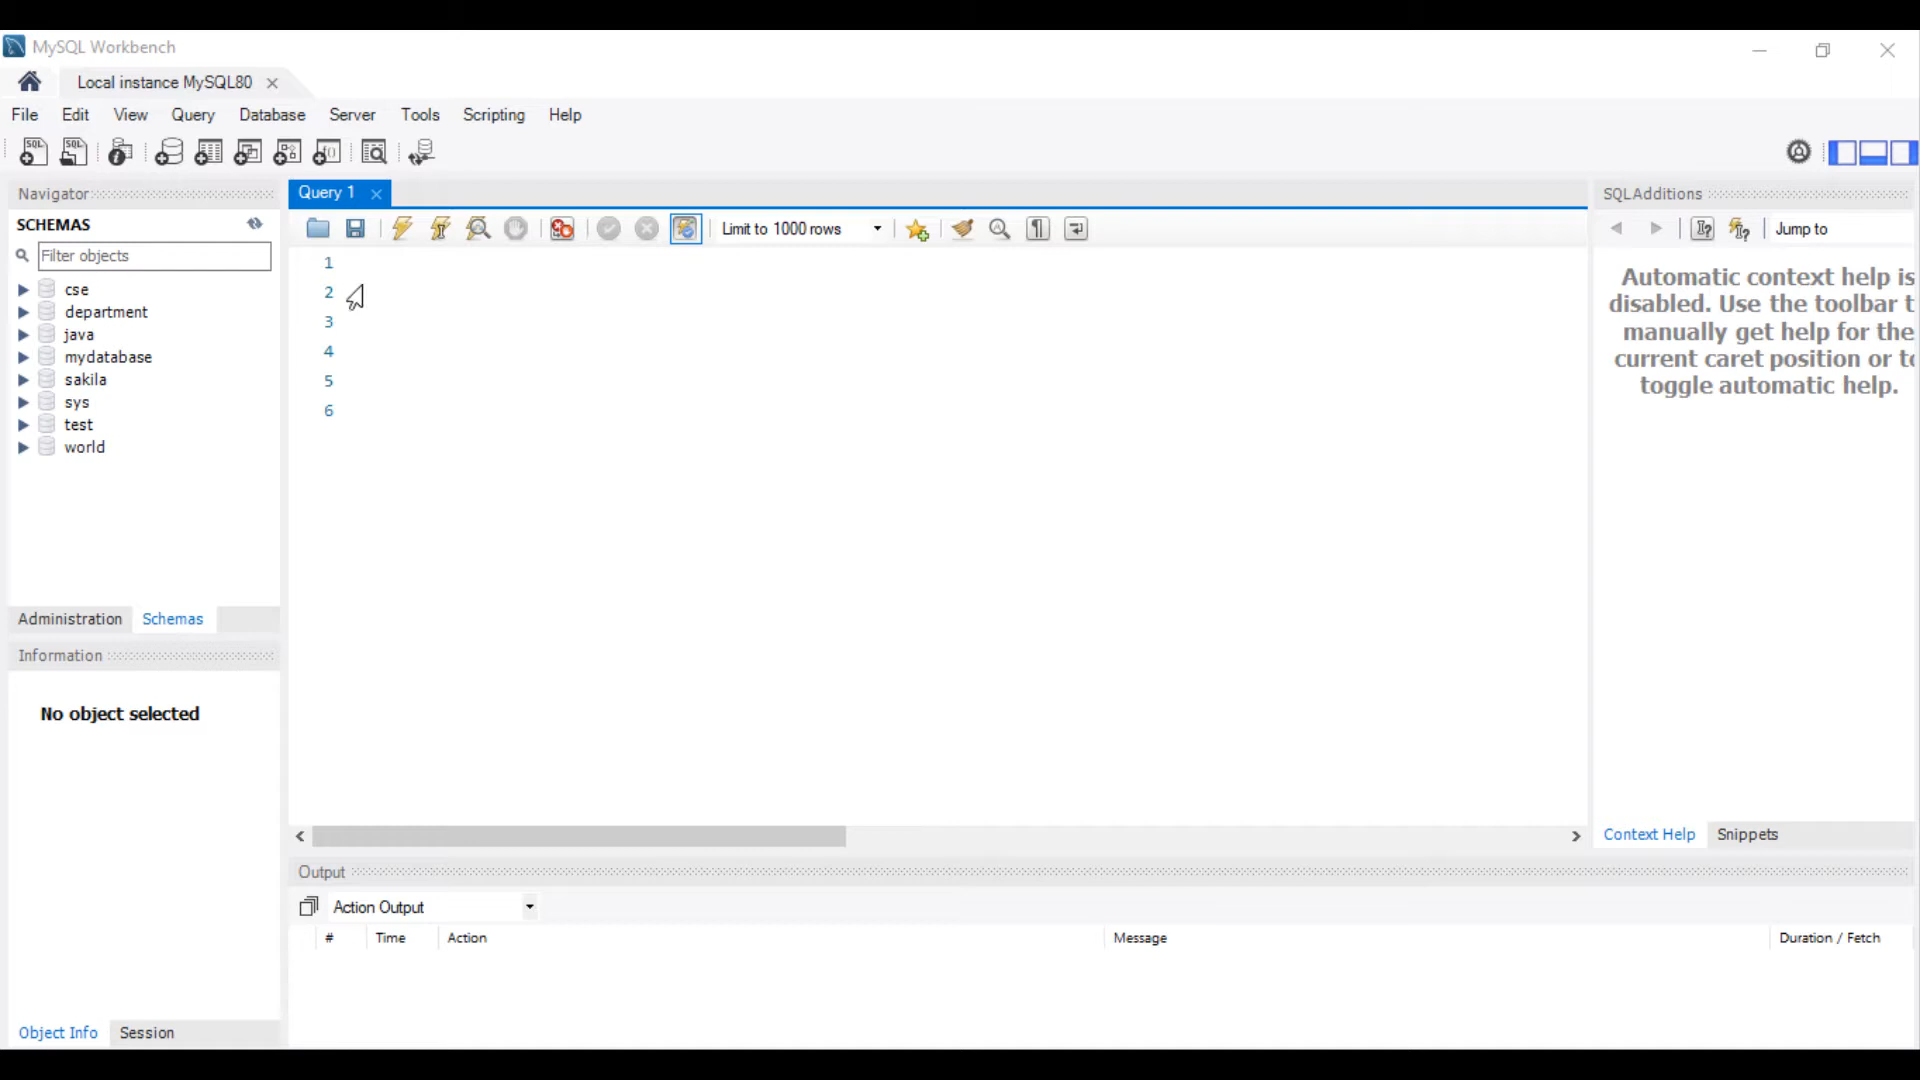 MySQL Workbench
Local instance MySQL80
File Edit View Query Database Server Tools Scripting Help
Navigator
SCHEMAS
Filter objects
cse
department
java
mydatabase
sakila
sys
test
world
Administration Schemas
Information
No object selected
Object Info Session
Query 1
Limit to 1000 rows
1
2
3
4
5
6
Output
Action Output
# Time Action Message Duration / Fetch
SQLAdditions
Jump to
Automatic context help is
disabled. Use the toolbar t
manually get help for the
current caret position or to
toggle automatic help.
Context Help Snippets